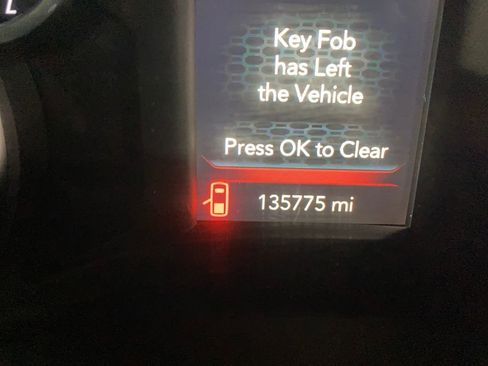 L
Key Fob
has Left
the Vehicle
Press OK to Clear
135775 mi